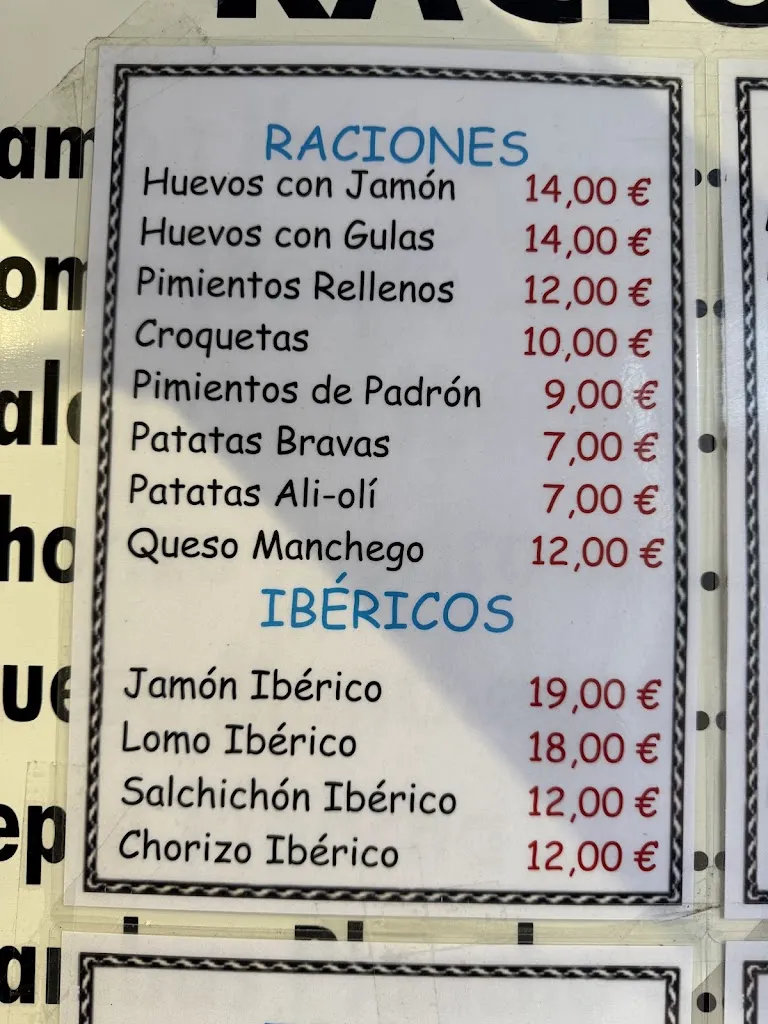 RACIONES
Huevos con Jamón 14,00 €
Huevos con Gulas 14,00 €
Pimientos Rellenos 12,00 €
Croquetas 10,00 €
Pimientos de Padrón 9,00 €
Patatas Bravas 7,00 €
Patatas Ali-olí 7,00 €
Queso Manchego 12,00 €
IBÉRICOS
Jamón Ibérico 19,00 €
Lomo Ibérico 18,00 €
Salchichón Ibérico 12,00 €
Chorizo Ibérico 12,00 €